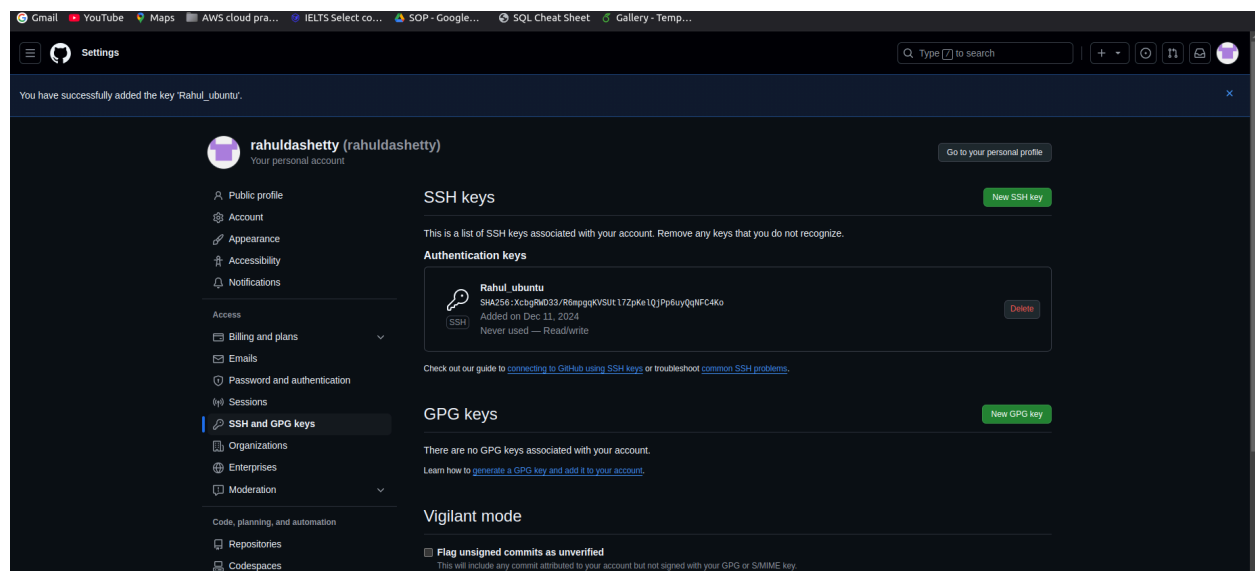 Gmail YouTube Maps AWS cloud pra... IELTS Select co... SOP - Google... SQL Cheat Sheet Gallery - Temp...
Settings Type / to search
You have successfully added the key 'Rahul_ubuntu'.
rahuldashetty (rahuldashetty)
Your personal account
Go to your personal profile
Public profile
Account
Appearance
Accessibility
Notifications
Access
Billing and plans
Emails
Password and authentication
Sessions
SSH and GPG keys
Organizations
Enterprises
Moderation
Code, planning, and automation
Repositories
Codespaces
SSH keys
New SSH key
This is a list of SSH keys associated with your account. Remove any keys that you do not recognize.
Authentication keys
Rahul_ubuntu
SHA256:XcbgRWD33/R6mpgqKVSUtl7ZpKelQjPp6uyQqNFC4Ko
Added on Dec 11, 2024
Never used — Read/write
SSH
Delete
Check out our guide to connecting to GitHub using SSH keys or troubleshoot common SSH problems.
GPG keys
New GPG key
There are no GPG keys associated with your account.
Learn how to generate a GPG key and add it to your account.
Vigilant mode
Flag unsigned commits as unverified
This will include any commit attributed to your account but not signed with your GPG or S/MIME key.